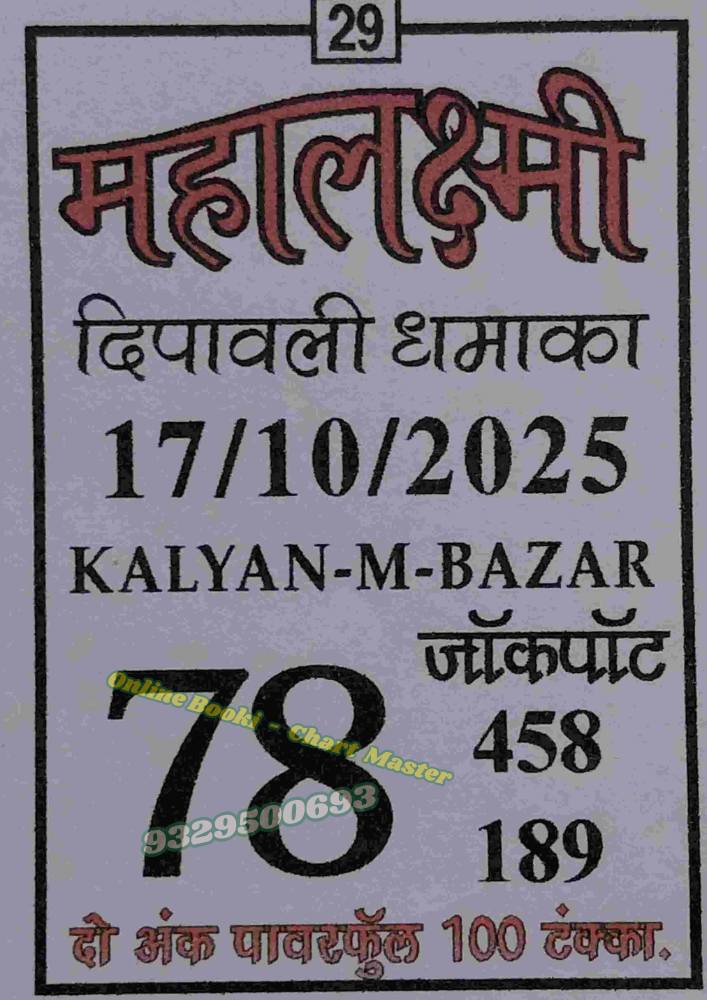 29
महालक्ष्मी
दिपावली धमाका
17/10/2025
KALYAN-M-BAZAR
जॉकपॉट
78
458
189
Online Booki - Chart Master
9329500693
दो अंक पावरफुॅल 100 टंक्का.